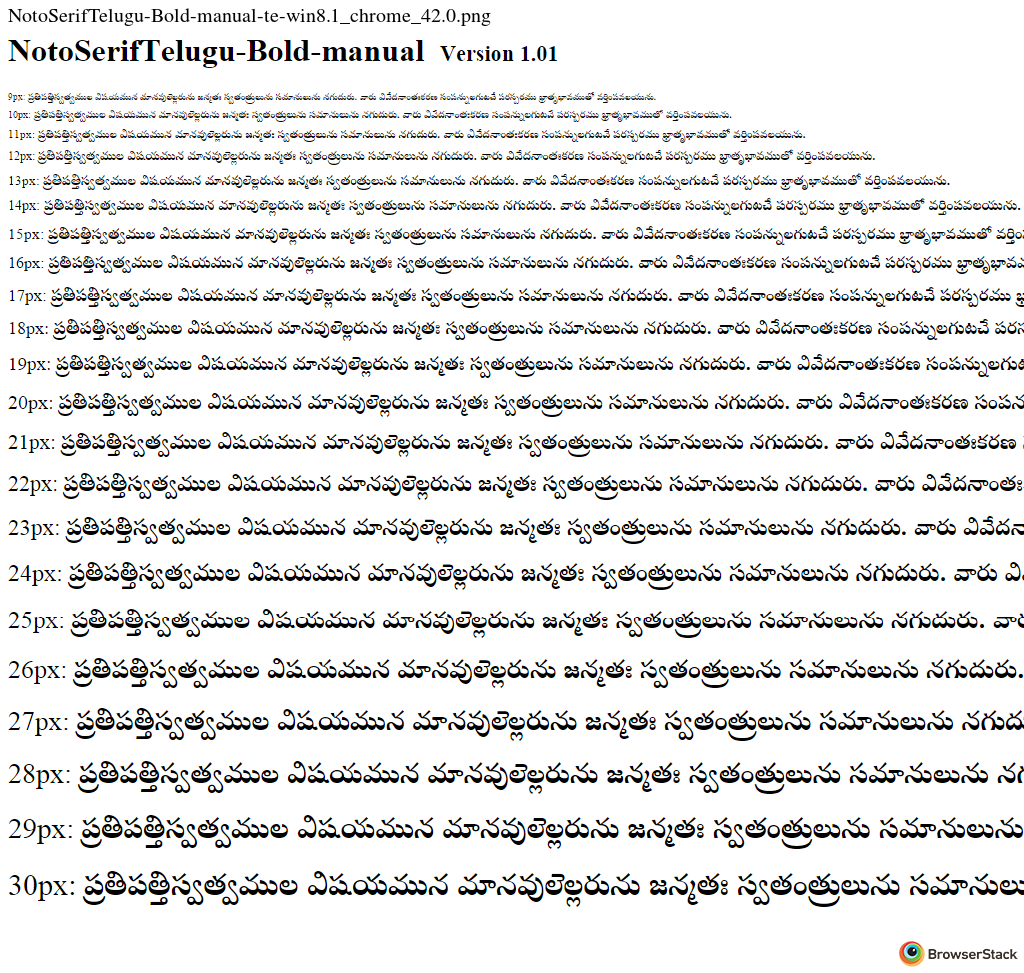 NotoSerifTelugu-Bold-manual-te-win8.1_chrome_42.0.png
NotoSerifTelugu-Bold-manual Version 1.01
9px: ప్రతిపత్తిస్వత్వముల విషయమున మానవులెల్లరును జన్మతః స్వతంత్రులును సమానులును నగుదురు. వారు వివేదనాంతఃకరణ సంపన్నులగుటచే పరస్పరము భ్రాతృభావముతో వర్తింపవలయును.
10px: ప్రతిపత్తిస్వత్వముల విషయమున మానవులెల్లరును జన్మతః స్వతంత్రులును సమానులును నగుదురు. వారు వివేదనాంతఃకరణ సంపన్నులగుటచే పరస్పరము భ్రాతృభావముతో వర్తింపవలయును.
11px: ప్రతిపత్తిస్వత్వముల విషయమున మానవులెల్లరును జన్మతః స్వతంత్రులును సమానులును నగుదురు. వారు వివేదనాంతఃకరణ సంపన్నులగుటచే పరస్పరము భ్రాతృభావముతో వర్తింపవలయును.
12px: ప్రతిపత్తిస్వత్వముల విషయమున మానవులెల్లరును జన్మతః స్వతంత్రులును సమానులును నగుదురు. వారు వివేదనాంతఃకరణ సంపన్నులగుటచే పరస్పరము భ్రాతృభావముతో వర్తింపవలయును.
13px: ప్రతిపత్తిస్వత్వముల విషయమున మానవులెల్లరును జన్మతః స్వతంత్రులును సమానులును నగుదురు. వారు వివేదనాంతఃకరణ సంపన్నులగుటచే పరస్పరము భ్రాతృభావముతో వర్తింపవలయును.
14px: ప్రతిపత్తిస్వత్వముల విషయమున మానవులెల్లరును జన్మతః స్వతంత్రులును సమానులును నగుదురు. వారు వివేదనాంతఃకరణ సంపన్నులగుటచే పరస్పరము భ్రాతృభావముతో వర్తింపవలయును.
15px: ప్రతిపత్తిస్వత్వముల విషయమున మానవులెల్లరును జన్మతః స్వతంత్రులును సమానులును నగుదురు. వారు వివేదనాంతఃకరణ సంపన్నులగుటచే పరస్పరము భ్రాతృభావముతో
16px: ప్రతిపత్తిస్వత్వముల విషయమున మానవులెల్లరును జన్మతః స్వతంత్రులును సమానులును నగుదురు. వారు వివేదనాంతఃకరణ సంపన్నులగుటచే పరస్పరము
17px: ప్రతిపత్తిస్వత్వముల విషయమున మానవులెల్లరును జన్మతః స్వతంత్రులును సమానులును నగుదురు. వారు వివేదనాంతఃకరణ సంపన్నులగుటచే పరస్పరము
18px: ప్రతిపత్తిస్వత్వముల విషయమున మానవులెల్లరును జన్మతః స్వతంత్రులును సమానులును నగుదురు. వారు వివేదనాంతఃకరణ సంపన్నులగుటచే
19px: ప్రతిపత్తిస్వత్వముల విషయమున మానవులెల్లరును జన్మతః స్వతంత్రులును సమానులును నగుదురు. వారు వివేదనాంతఃకరణ
20px: ప్రతిపత్తిస్వత్వముల విషయమున మానవులెల్లరును జన్మతః స్వతంత్రులును సమానులును నగుదురు. వారు వివేదనాంతఃకరణ
21px: ప్రతిపత్తిస్వత్వముల విషయమున మానవులెల్లరును జన్మతః స్వతంత్రులును సమానులును నగుదురు. వారు వివేదనాంతఃకరణ
22px: ప్రతిపత్తిస్వత్వముల విషయమున మానవులెల్లరును జన్మతః స్వతంత్రులును సమానులును నగుదురు. వారు వివేదనాంతః
23px: ప్రతిపత్తిస్వత్వముల విషయమున మానవులెల్లరును జన్మతః స్వతంత్రులును సమానులును నగుదురు. వారు
24px: ప్రతిపత్తిస్వత్వముల విషయమున మానవులెల్లరును జన్మతః స్వతంత్రులును సమానులును నగుదురు. వారు
25px: ప్రతిపత్తిస్వత్వముల విషయమున మానవులెల్లరును జన్మతః స్వతంత్రులును సమానులును నగుదురు.
26px: ప్రతిపత్తిస్వత్వముల విషయమున మానవులెల్లరును జన్మతః స్వతంత్రులును సమానులును నగుదురు.
27px: ప్రతిపత్తిస్వత్వముల విషయమున మానవులెల్లరును జన్మతః స్వతంత్రులును సమానులును
28px: ప్రతిపత్తిస్వత్వముల విషయమున మానవులెల్లరును జన్మతః స్వతంత్రులును సమానులును
29px: ప్రతిపత్తిస్వత్వముల విషయమున మానవులెల్లరును జన్మతః స్వతంత్రులును సమానులును
30px: ప్రతిపత్తిస్వత్వముల విషయమున మానవులెల్లరును జన్మతః స్వతంత్రులును
BrowserStack